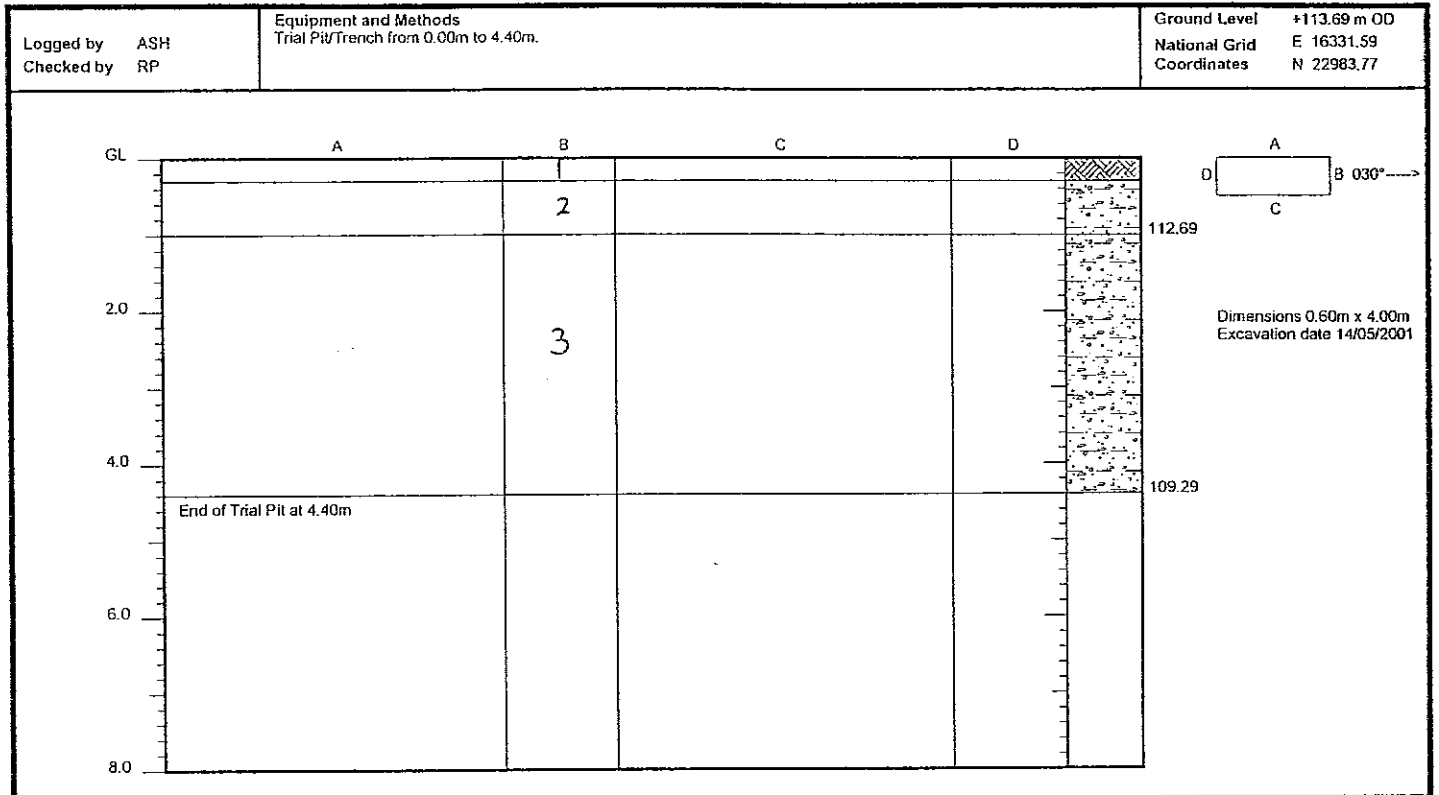 Logged by ASH
Checked by RP
Equipment and Methods
Trial Pit/Trench from 0.00m to 4.40m.
Ground Level +113.69 m OD
National Grid E 16331.59
Coordinates N 22983.77
A B C D
GL
1
2
3
2.0
4.0
6.0
8.0
End of Trial Pit at 4.40m
112.69
109.29
A
D B 030°---->
C
Dimensions 0.60m x 4.00m
Excavation date 14/05/2001